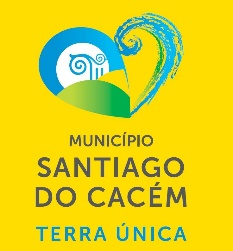 MUNICÍPIO
SANTIAGO
DO CACÉM
TERRA ÚNICA